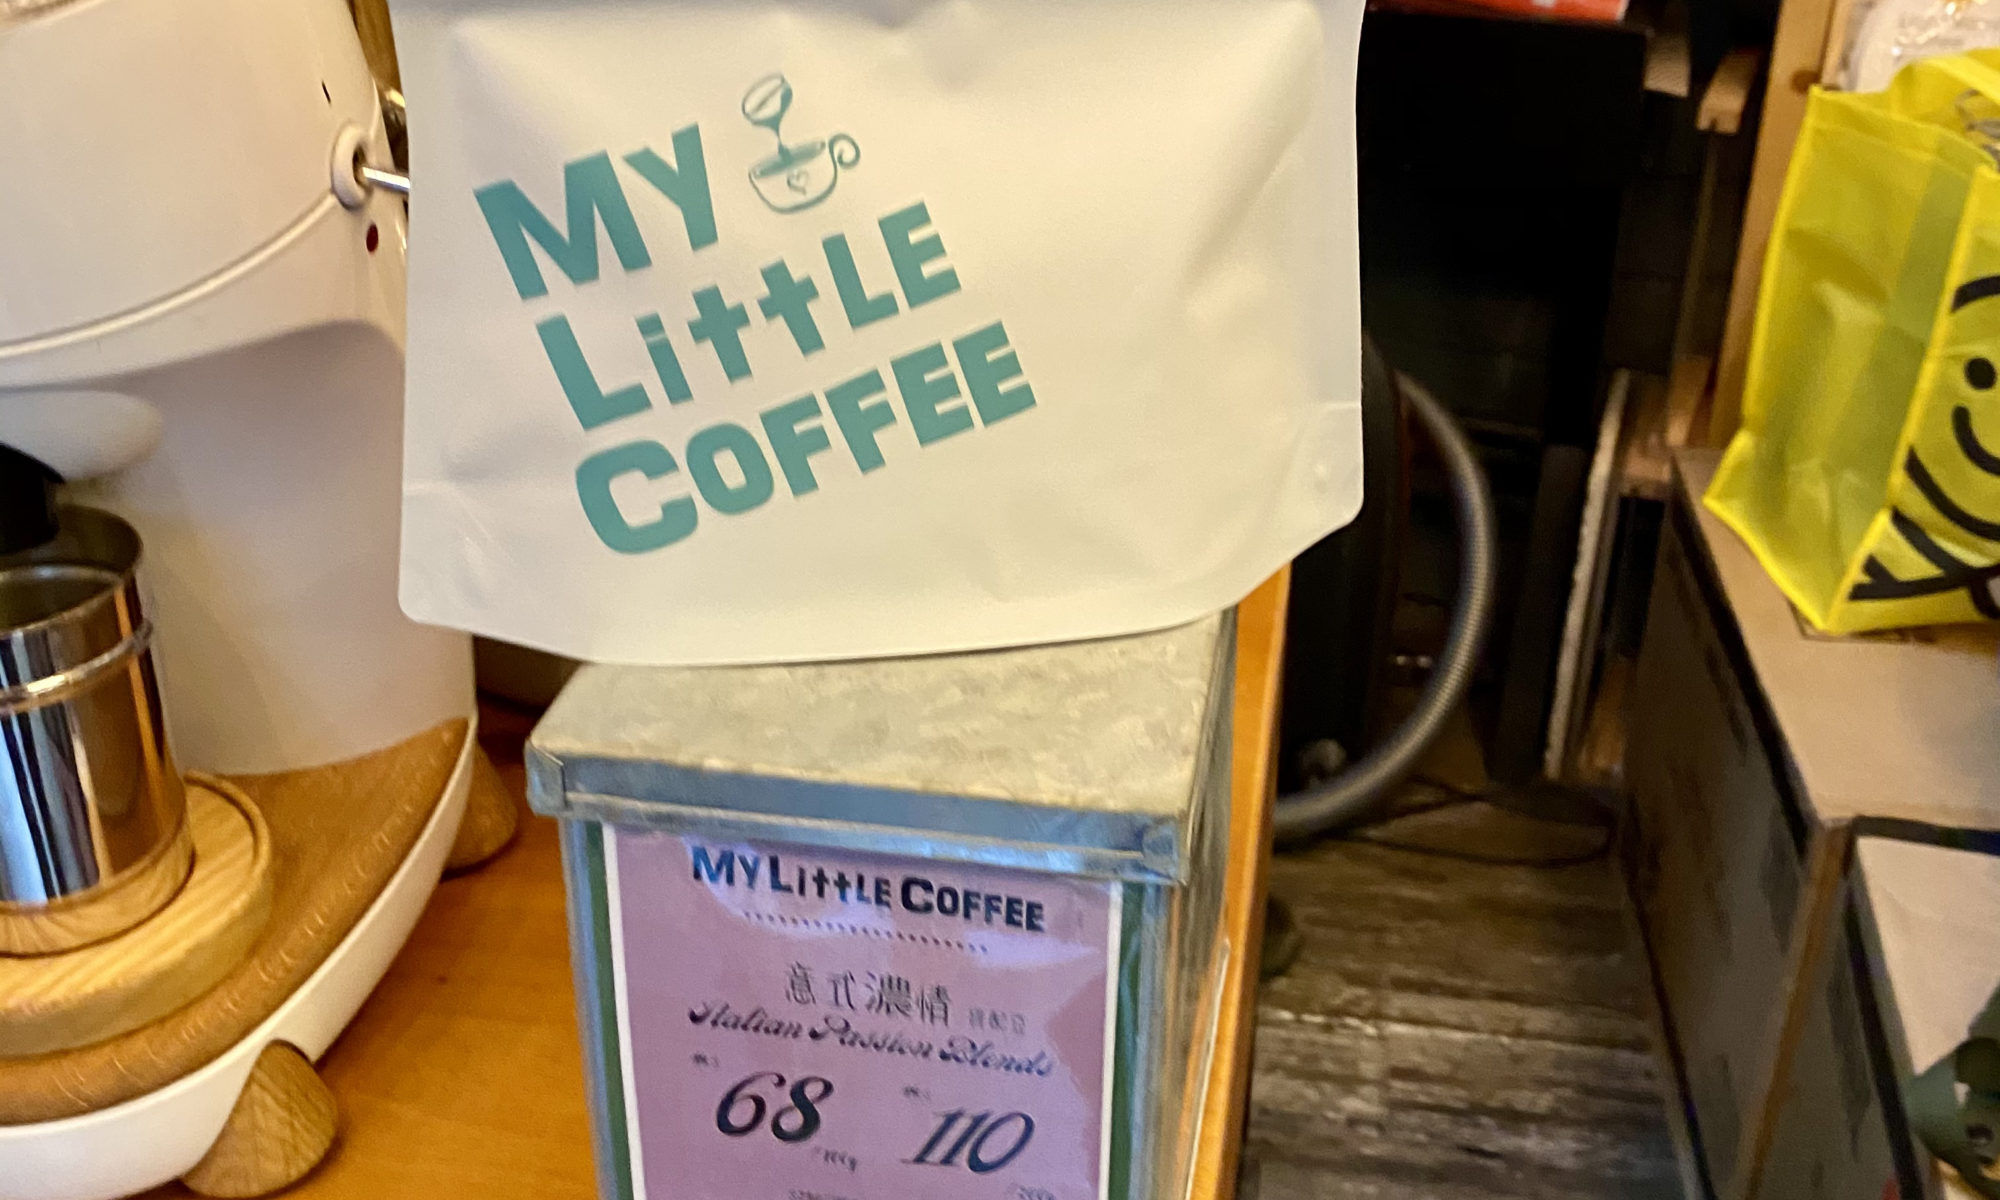 MY
LittLE
COFFEE
MY LittLE COFFEE
意式濃情
Italian Passion Blends
68 110